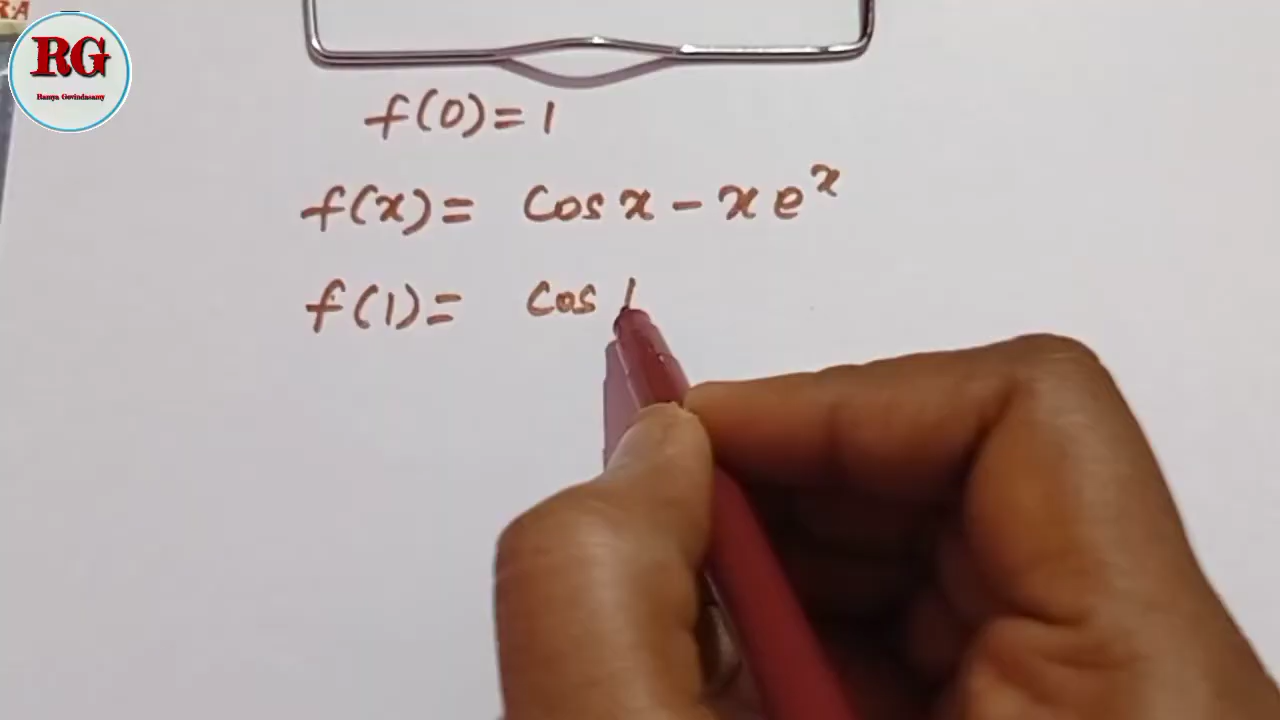 R.A
RG
Ramya Govindasamy
f(0) = 1
f(x) = Cos x - x e^x
f(1) = Cos 1